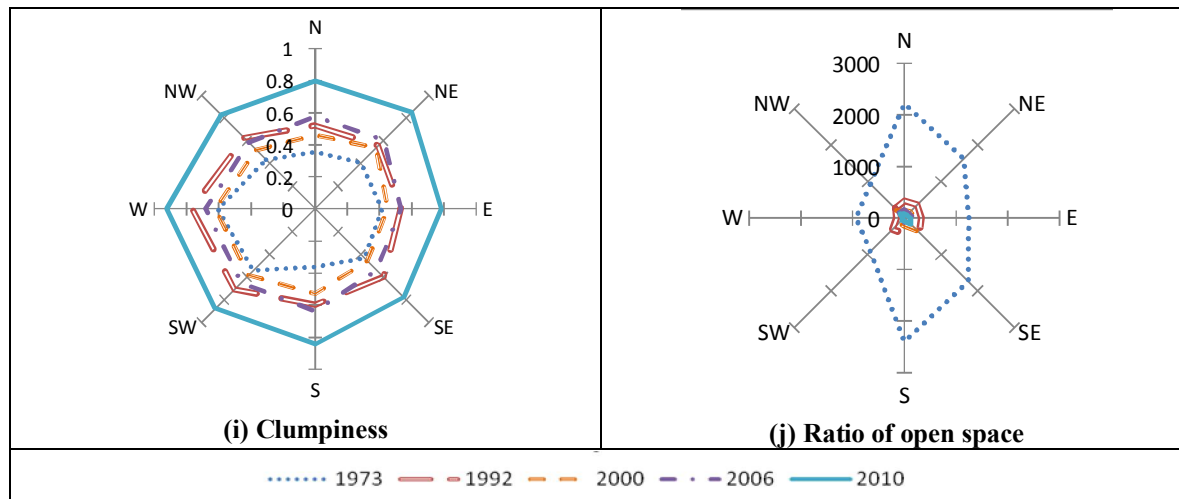 N
1
0.8
NW
NE
0.6
0.4
0.2
W
0
E
SW
SE
S
(i) Clumpiness
N
3000
NW
NE
2000
1000
W
0
E
SW
SE
S
(j) Ratio of open space
1973 1992 2000 2006 2010